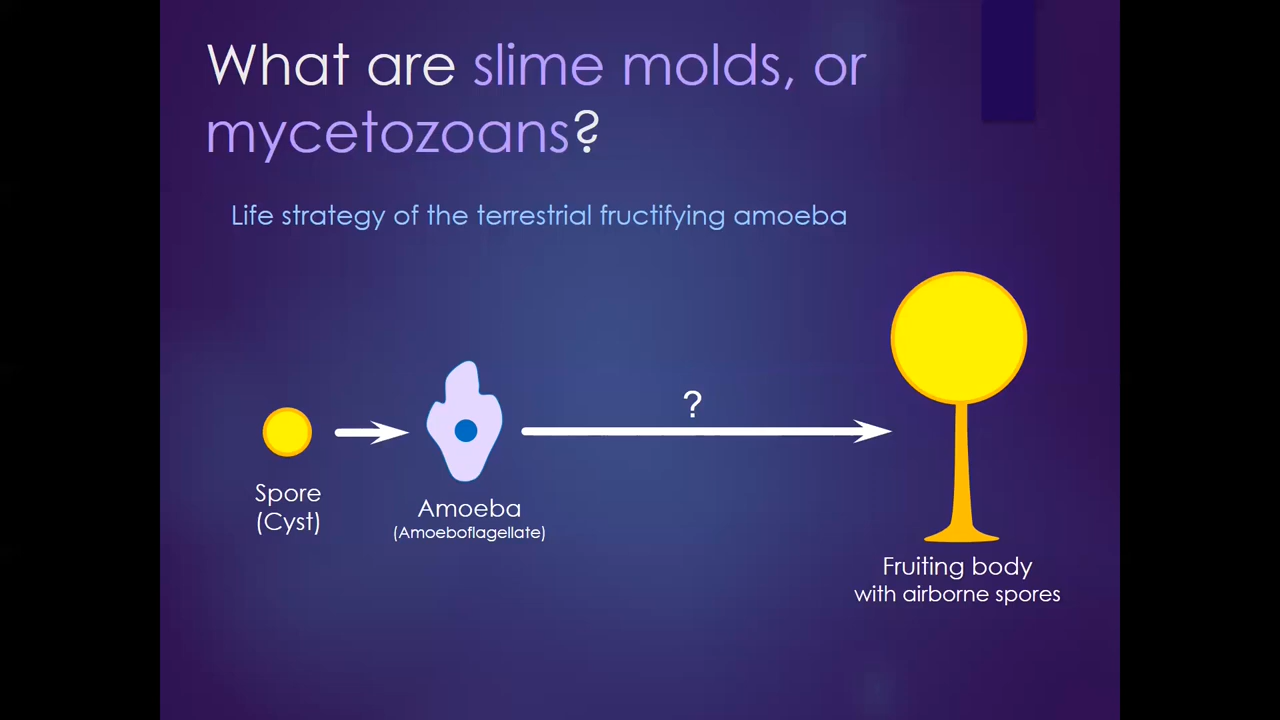 What are slime molds, or
mycetozoans?
Life strategy of the terrestrial fructifying amoeba
?
Spore
(Cyst)
Amoeba
(Amoeboflagellate)
Fruiting body
with airborne spores